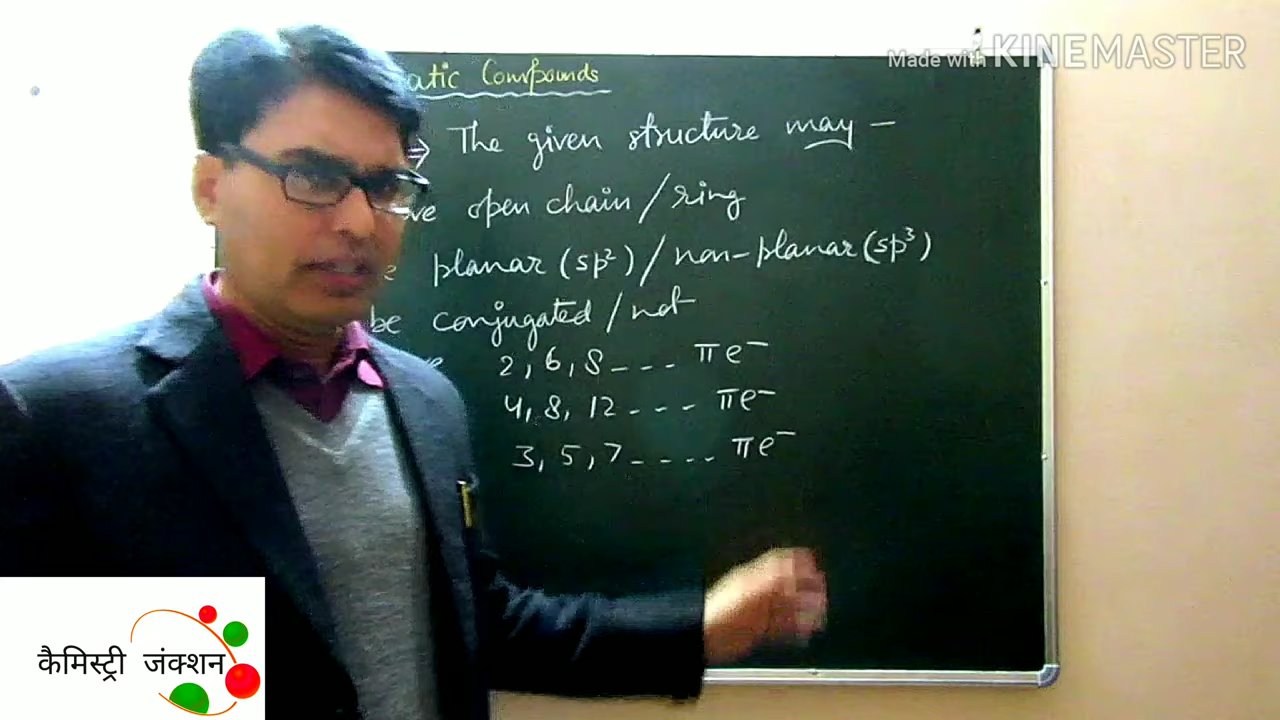 Made with KINEMASTER
atic Compounds
⇒ The given structure may –
ve open chain / ring
planar (sp²) / non-planar (sp³)
be conjugated / not
2, 6, 8 - - - πe⁻
4, 8, 12 - - - πe⁻
3, 5, 7 - - - - πe⁻
कैमिस्ट्री जंक्शन